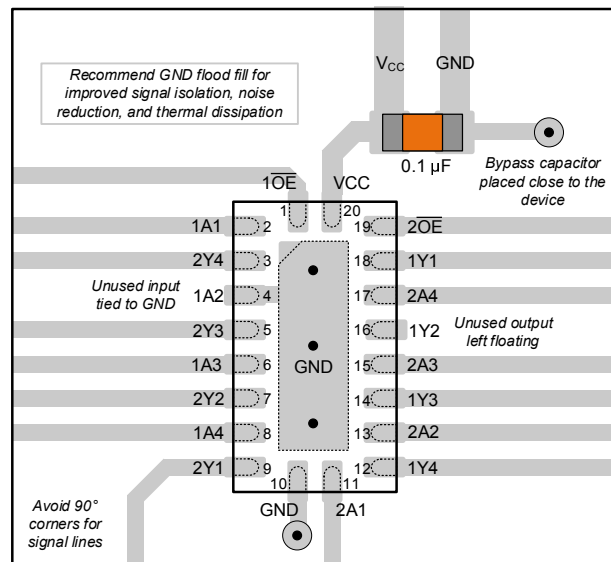 Recommend GND flood fill for
improved signal isolation, noise
reduction, and thermal dissipation
VCC GND
0.1 µF
Bypass capacitor
placed close to the
device
1O̅E̅ VCC
1 20
1A1 2 19 2O̅E̅
2Y4 3 18 1Y1
Unused input
tied to GND
1A2 4 17 2A4
2Y3 5 16 1Y2
Unused output
left floating
GND
1A3 6 15 2A3
2Y2 7 14 1Y3
1A4 8 13 2A2
2Y1 9 12 1Y4
10 11
GND 2A1
Avoid 90°
corners for
signal lines